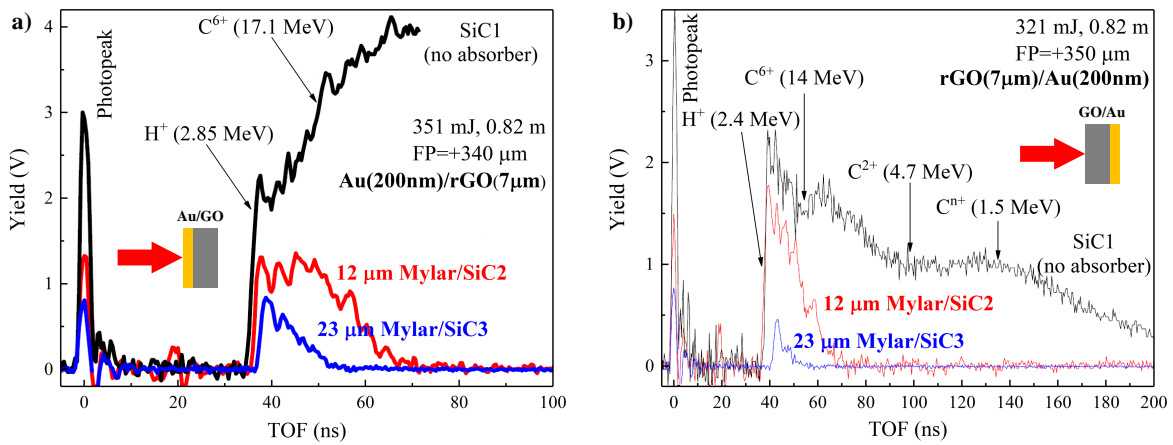 a)
Yield (V)
4
3
2
1
0
Photopeak
C6+ (17.1 MeV)
SiC1
(no absorber)
H+ (2.85 MeV)
351 mJ, 0.82 m
FP=+340 μm
Au(200nm)/rGO(7μm)
Au/GO
12 μm Mylar/SiC2
23 μm Mylar/SiC3
0 20 40 60 80 100
TOF (ns)
b)
Yield (V)
3
2
1
0
Photopeak
321 mJ, 0.82 m
FP=+350 μm
rGO(7μm)/Au(200nm)
C6+ (14 MeV)
H+ (2.4 MeV)
GO/Au
C2+ (4.7 MeV)
Cn+ (1.5 MeV)
SiC1
(no absorber)
12 μm Mylar/SiC2
23 μm Mylar/SiC3
0 20 40 60 80 100 120 140 160 180 200
TOF (ns)